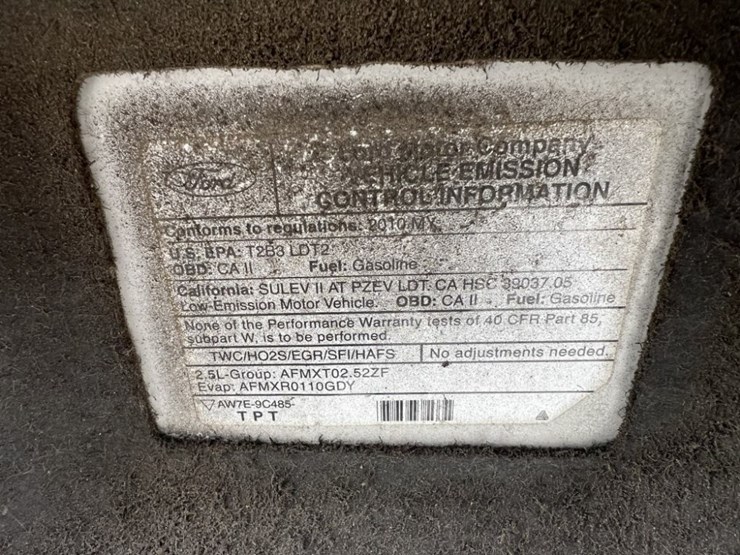 Ford
Ford Motor Company
VEHICLE EMISSION
CONTROL INFORMATION
Conforms to regulations: 2010 MY
U.S. EPA: T2B3 LDT2
OBD: CA II Fuel: Gasoline
California: SULEV II AT PZEV LDT. CA HSC 39037.05
Low-Emission Motor Vehicle. OBD: CA II Fuel: Gasoline
None of the Performance Warranty tests of 40 CFR Part 85,
subpart W, is to be performed.
TWC/HO2S/EGR/SFI/HAFS No adjustments needed.
2.5L-Group: AFMXT02.52ZF
Evap: AFMXR0110GDY
AW7E-9C485-
TPT